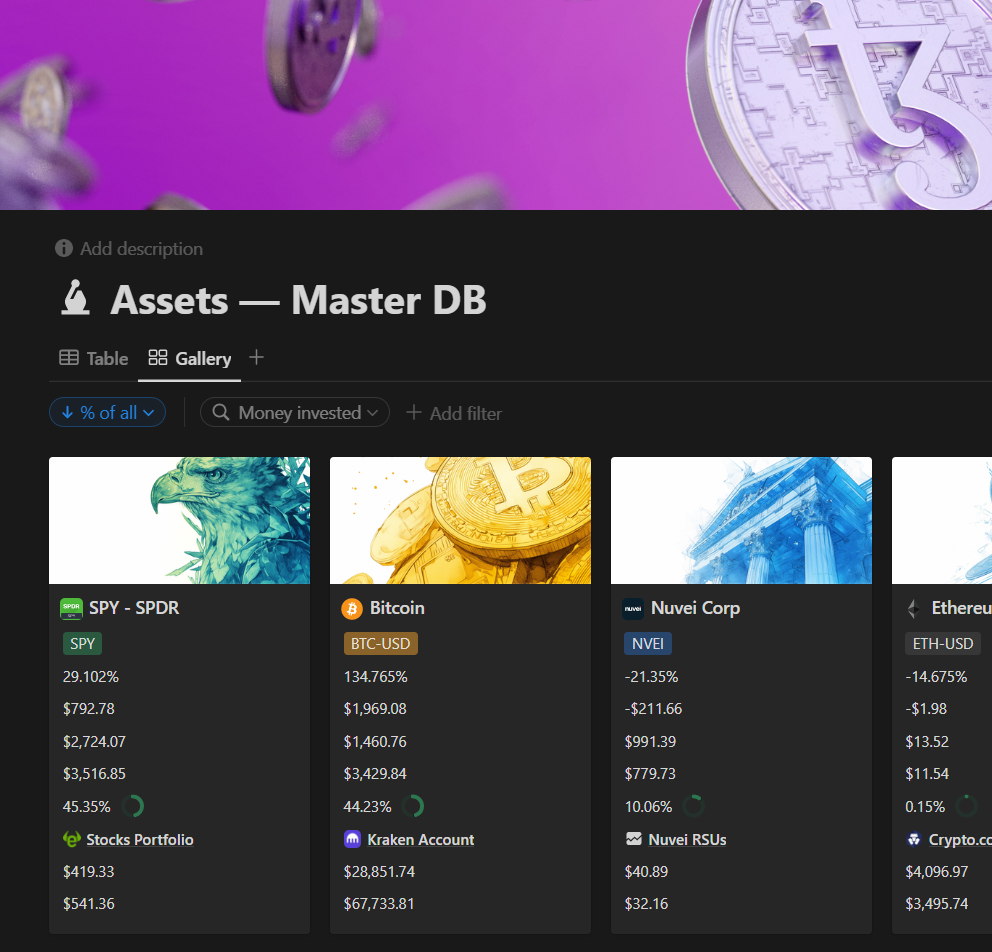 Add description
Assets — Master DB
Table
Gallery
% of all
Money invested
Add filter
SPDR
SPY - SPDR
SPY
29.102%
$792.78
$2,724.07
$3,516.85
45.35%
Stocks Portfolio
$419.33
$541.36
Bitcoin
BTC-USD
134.765%
$1,969.08
$1,460.76
$3,429.84
44.23%
Kraken Account
$28,851.74
$67,733.81
nuvei
Nuvei Corp
NVEI
-21.35%
-$211.66
$991.39
$779.73
10.06%
Nuvei RSUs
$40.89
$32.16
Ethereu
ETH-USD
-14.675%
-$1.98
$13.52
$11.54
0.15%
Crypto.co
$4,096.97
$3,495.74